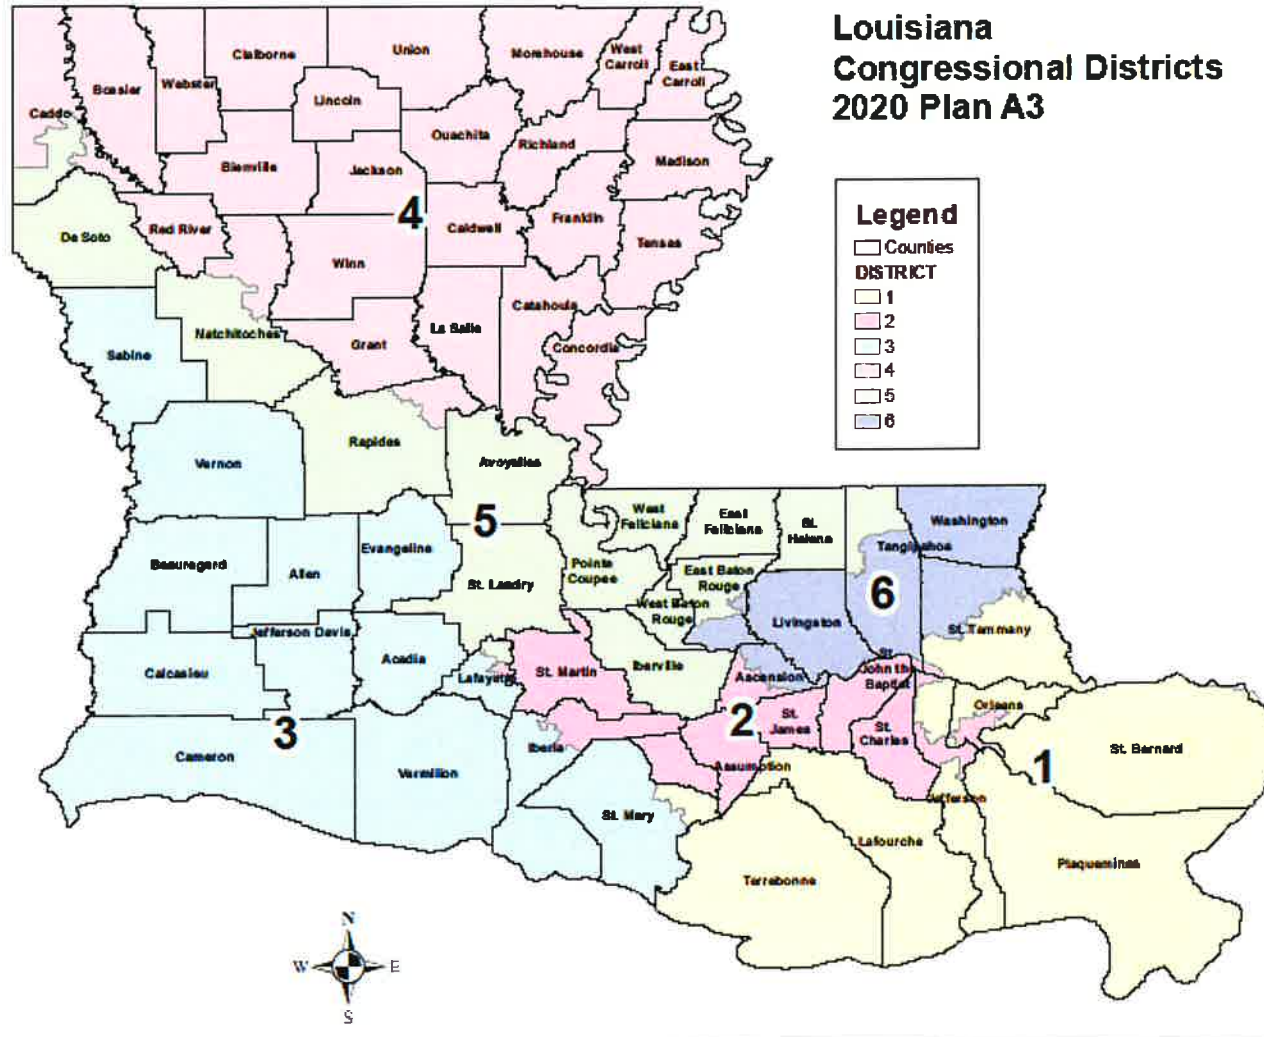 Louisiana
Congressional Districts
2020 Plan A3
Legend
Counties
DISTRICT
1
2
3
4
5
6
Caddo
Bossier
Webster
Claiborne
Union
Morehouse
West
Carroll
East
Carroll
Lincoln
Ouachita
Richland
Madison
Bienville
Jackson
4
De Soto
Red River
Winn
Caldwell
Franklin
Tensas
Sabine
Natchitoches
Grant
La Salle
Catahoula
Concordia
Vernon
Rapides
Avoyelles
5
West
Feliciana
East
Feliciana
St.
Helena
Tangipahoa
Washington
Beauregard
Allen
Evangeline
St. Landry
Pointe
Coupee
East Baton
Rouge
West Baton
Rouge
Livingston
6
St. Tammany
Jefferson Davis
Calcasieu
Acadia
Lafayette
St. Martin
Iberville
Ascension
St.
John the
Baptist
3
2
St.
James
St.
Charles
Orleans
1
St. Bernard
Cameron
Vermilion
Iberia
Assumption
St. Mary
Jefferson
Terrebonne
Lafourche
Plaquemines
N
W
E
S